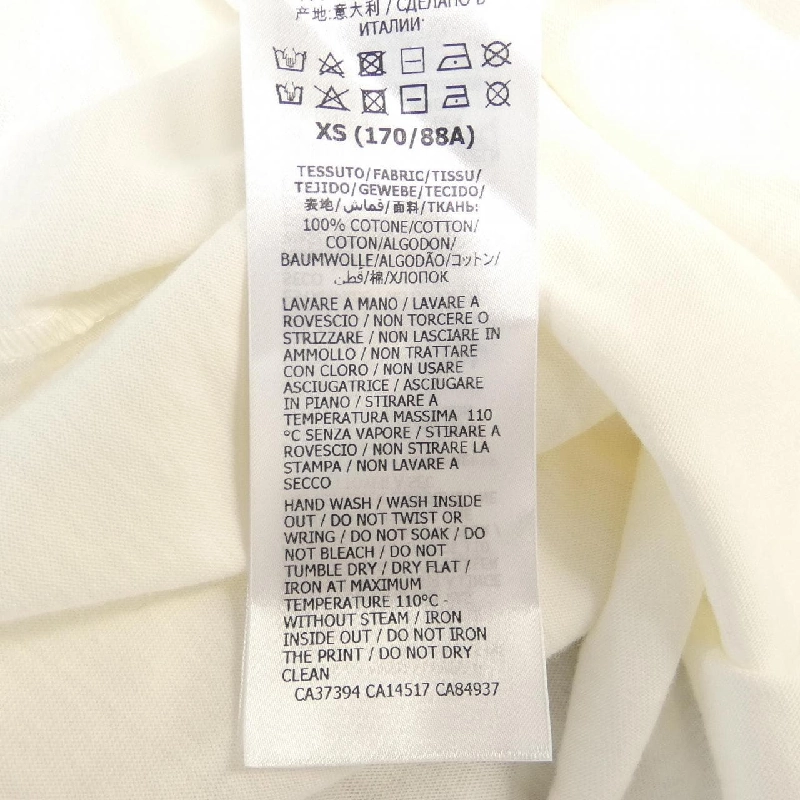 产地:意大利 / СДЕЛАНО В
ИТАЛИИ
XS (170/88A)
TESSUTO/FABRIC/TISSU/
TEJIDO/GEWEBE/TECIDO/
表地/قماش/面料/ТКАНЬ:
100% COTONE/COTTON/
COTON/ALGODON/
BAUMWOLLE/ALGODÃO/コットン/
قطن/棉/ХЛОПОК
LAVARE A MANO / LAVARE A
ROVESCIO / NON TORCERE O
STRIZZARE / NON LASCIARE IN
AMMOLLO / NON TRATTARE
CON CLORO / NON USARE
ASCIUGATRICE / ASCIUGARE
IN PIANO / STIRARE A
TEMPERATURA MASSIMA 110
°C SENZA VAPORE / STIRARE A
ROVESCIO / NON STIRARE LA
STAMPA / NON LAVARE A
SECCO
HAND WASH / WASH INSIDE
OUT / DO NOT TWIST OR
WRING / DO NOT SOAK / DO
NOT BLEACH / DO NOT
TUMBLE DRY / DRY FLAT /
IRON AT MAXIMUM
TEMPERATURE 110°C -
WITHOUT STEAM / IRON
INSIDE OUT / DO NOT IRON
THE PRINT / DO NOT DRY
CLEAN
CA37394 CA14517 CA84937